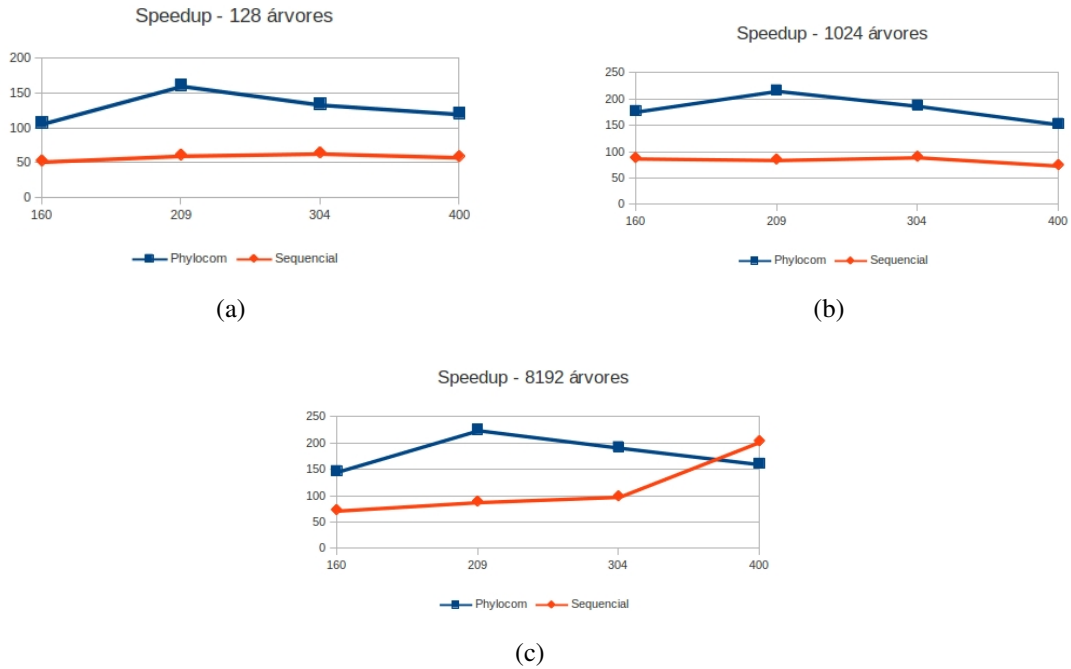 Speedup - 128 árvores
200
150
100
50
0
160 209 304 400
Phylocom Sequencial
(a)
Speedup - 1024 árvores
250
200
150
100
50
0
160 209 304 400
Phylocom Sequencial
(b)
Speedup - 8192 árvores
250
200
150
100
50
0
160 209 304 400
Phylocom Sequencial
(c)